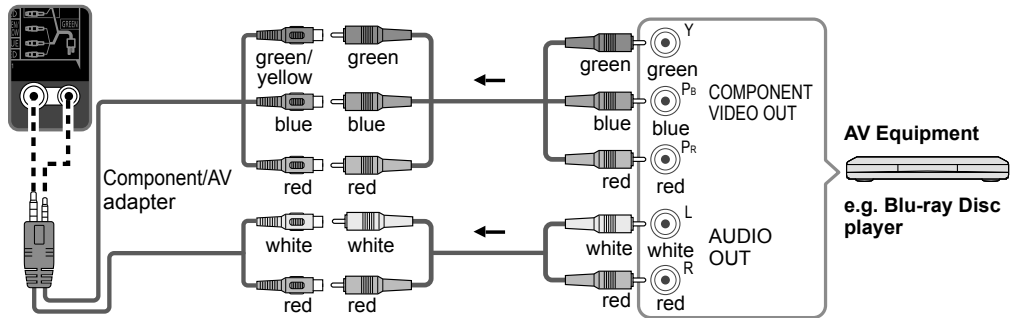 GREEN
green/
yellow
green
blue
blue
red
red
Component/AV
adapter
white
white
red
red
green
Y
green
blue
PB
blue
red
PR
red
COMPONENT
VIDEO OUT
white
L
white
red
R
red
AUDIO
OUT
AV Equipment
e.g. Blu-ray Disc
player